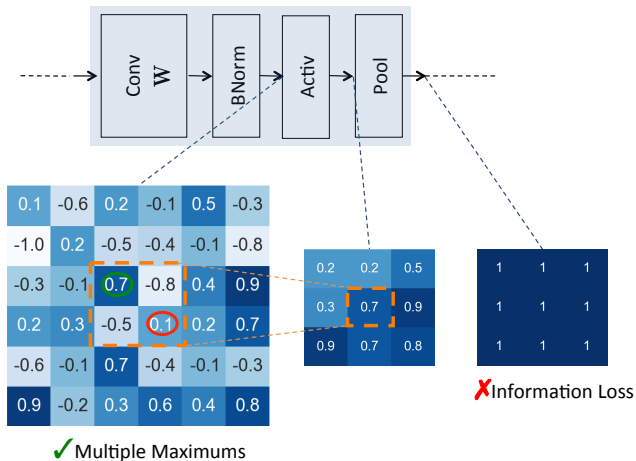 Conv
W
BNorm
Activ
Pool
0.1 -0.6 0.2 -0.1 0.5 -0.3
-1.0 0.2 -0.5 -0.4 -0.1 -0.8
-0.3 -0.1 0.7 -0.8 0.4 0.9
0.2 0.3 -0.5 0.1 0.2 0.7
-0.6 -0.1 0.7 -0.4 -0.1 -0.3
0.9 -0.2 0.3 0.6 0.4 0.8
0.2 0.2 0.5
0.3 0.7 0.9
0.9 0.7 0.8
1 1 1
1 1 1
1 1 1
✗Information Loss
✓Multiple Maximums